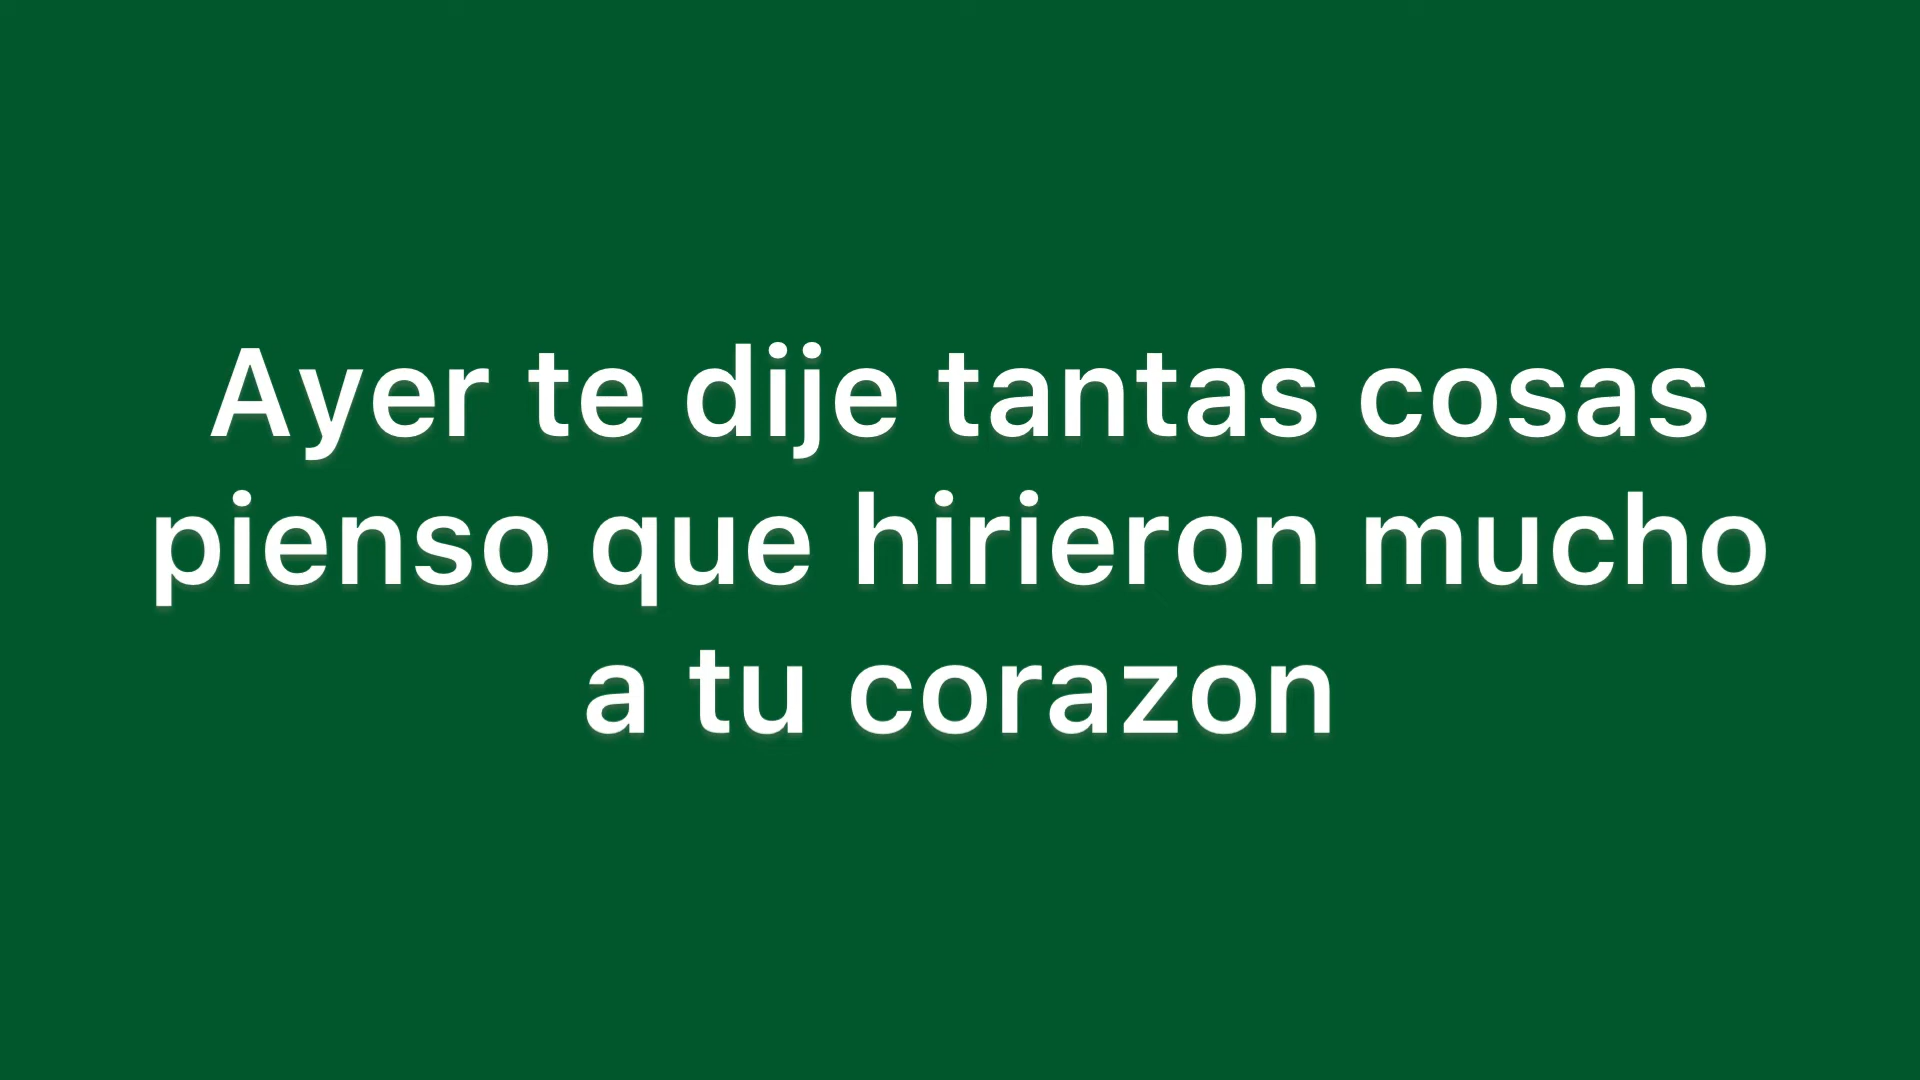 Ayer te dije tantas cosas
pienso que hirieron mucho
a tu corazon